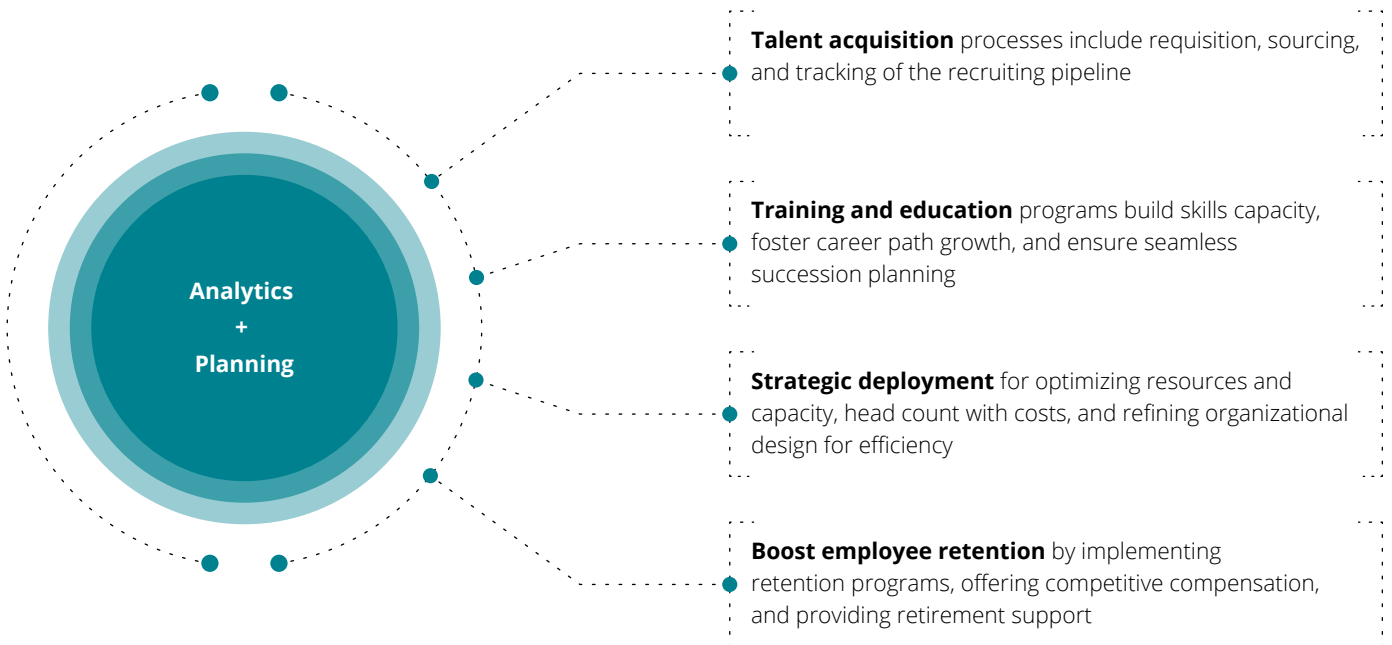 Analytics
+
Planning
Talent acquisition processes include requisition, sourcing,
and tracking of the recruiting pipeline
Training and education programs build skills capacity,
foster career path growth, and ensure seamless
succession planning
Strategic deployment for optimizing resources and
capacity, head count with costs, and refining organizational
design for efficiency
Boost employee retention by implementing
retention programs, offering competitive compensation,
and providing retirement support